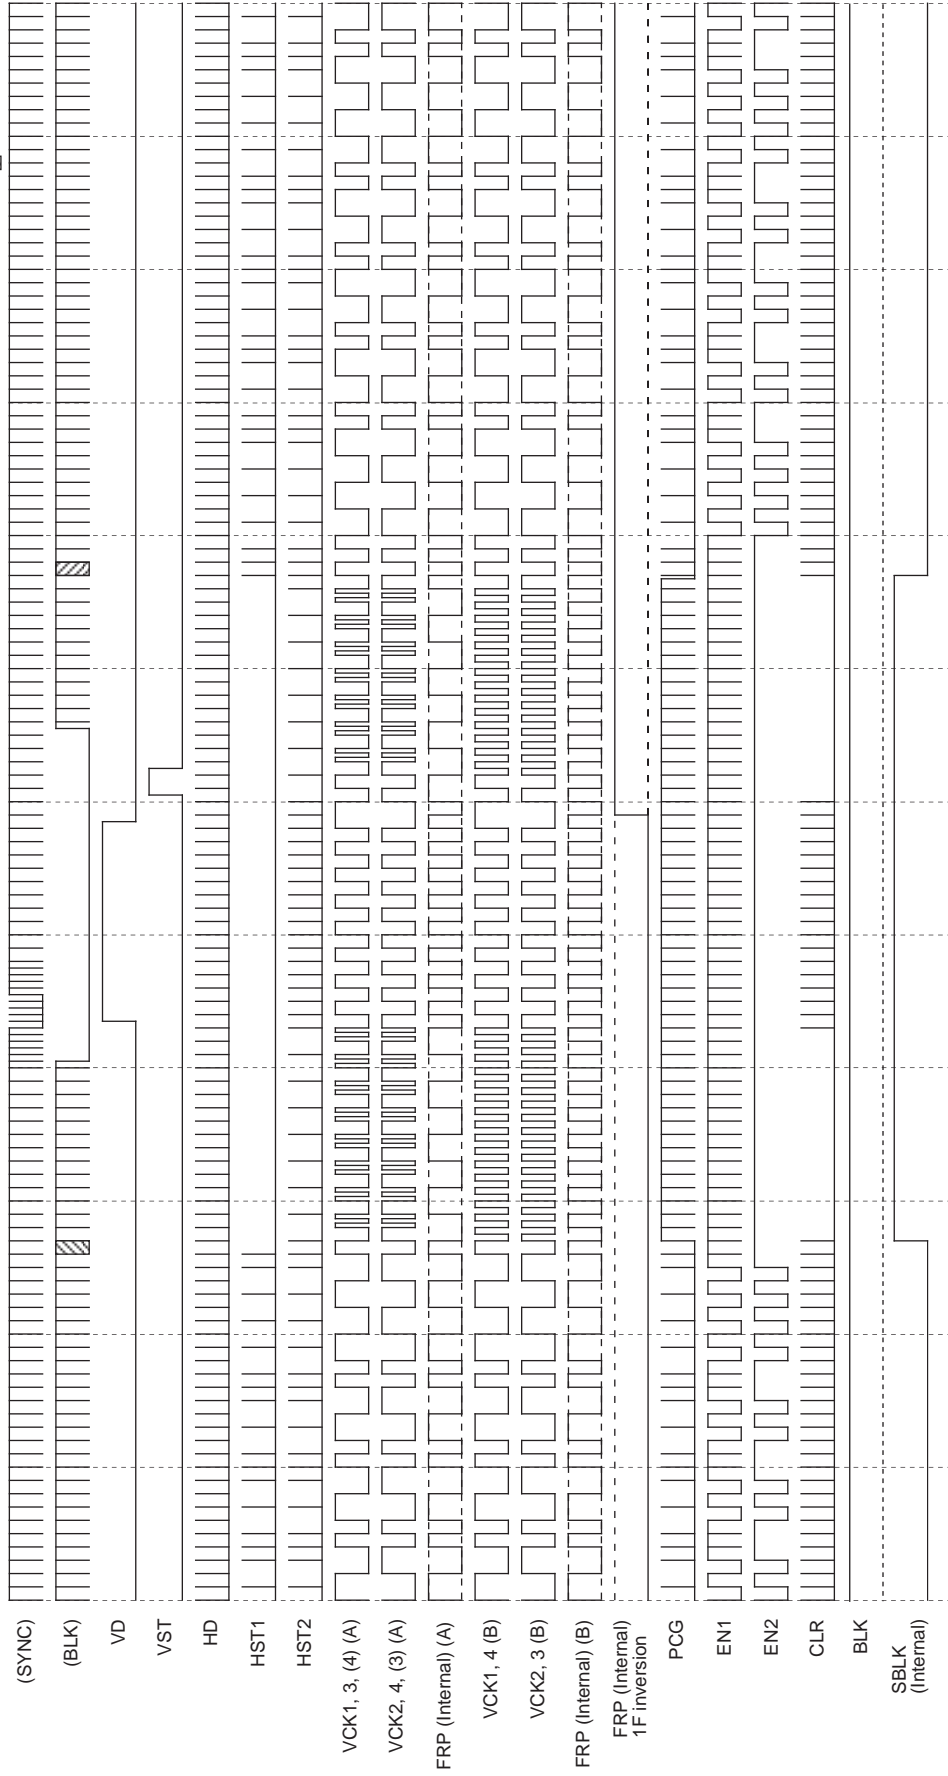 (SYNC)
(BLK)
VD
VST
HD
HST1
HST2
VCK1, 3, (4) (A)
VCK2, 4, (3) (A)
FRP (Internal) (A)
VCK1, 4 (B)
VCK2, 3 (B)
FRP (Internal) (B)
FRP (Internal)
1F inversion
PCG
EN1
EN2
CLR
BLK
SBLK
(Internal)